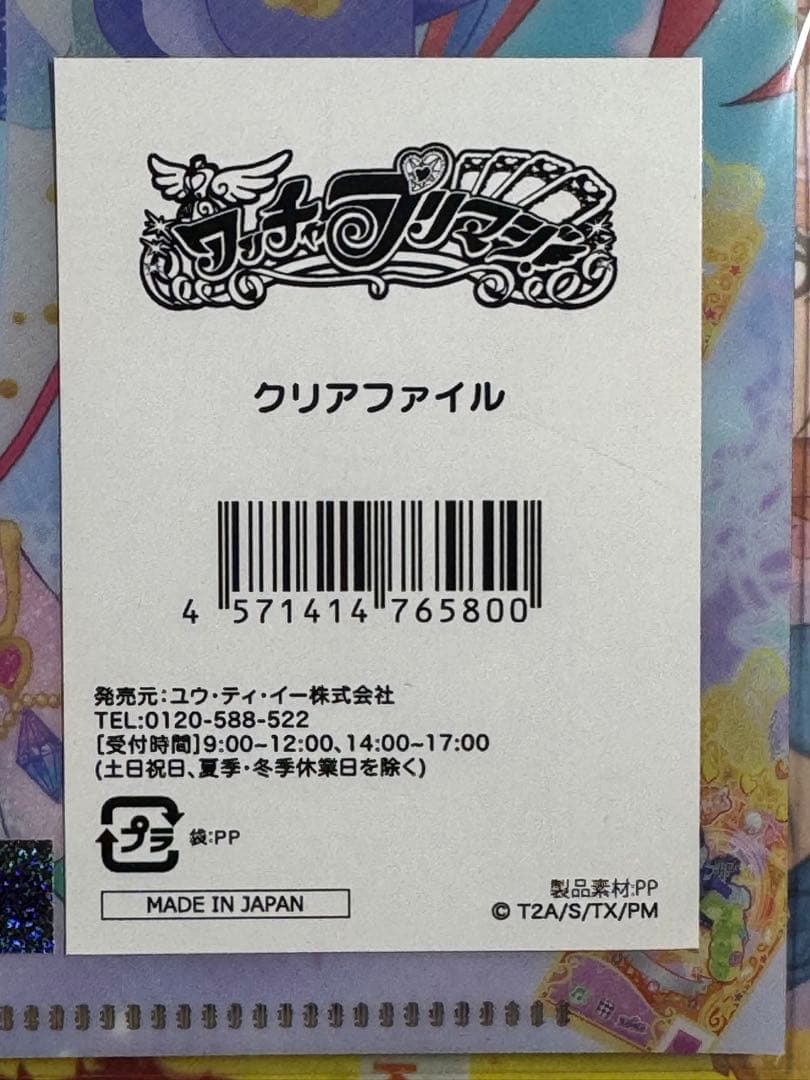 ワッチャプリマジ!
クリアファイル
4 571414 765800
発売元:ユウ・ティ・イー株式会社
TEL:0120-588-522
[受付時間]9:00~12:00、14:00~17:00
(土日祝日、夏季・冬季休業日を除く)
プラ 袋:PP
MADE IN JAPAN
製品素材:PP
© T2A/S/TX/PM